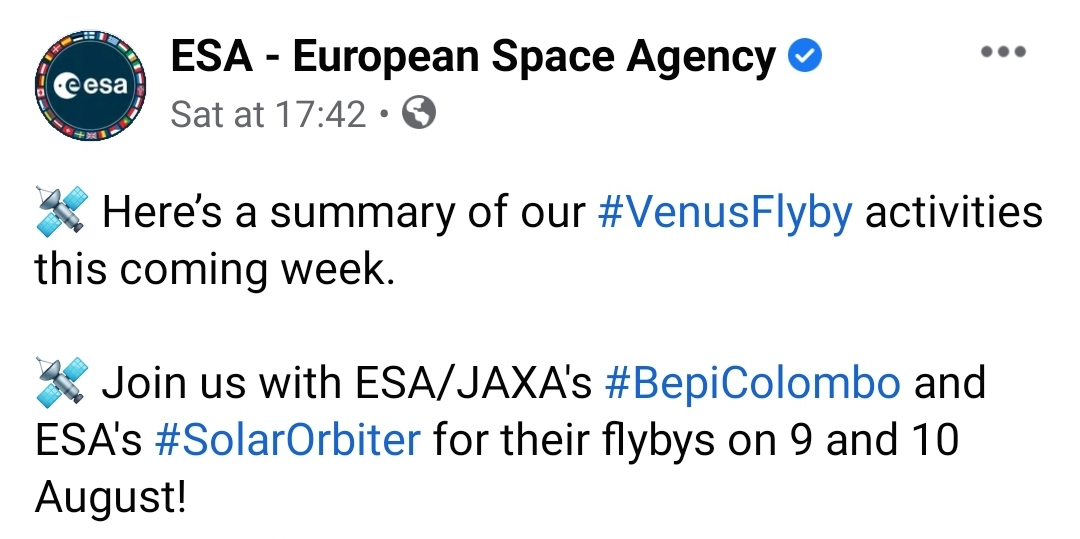 esa
ESA - European Space Agency
Sat at 17:42 •
Here’s a summary of our #VenusFlyby activities
this coming week.
Join us with ESA/JAXA's #BepiColombo and
ESA's #SolarOrbiter for their flybys on 9 and 10
August!